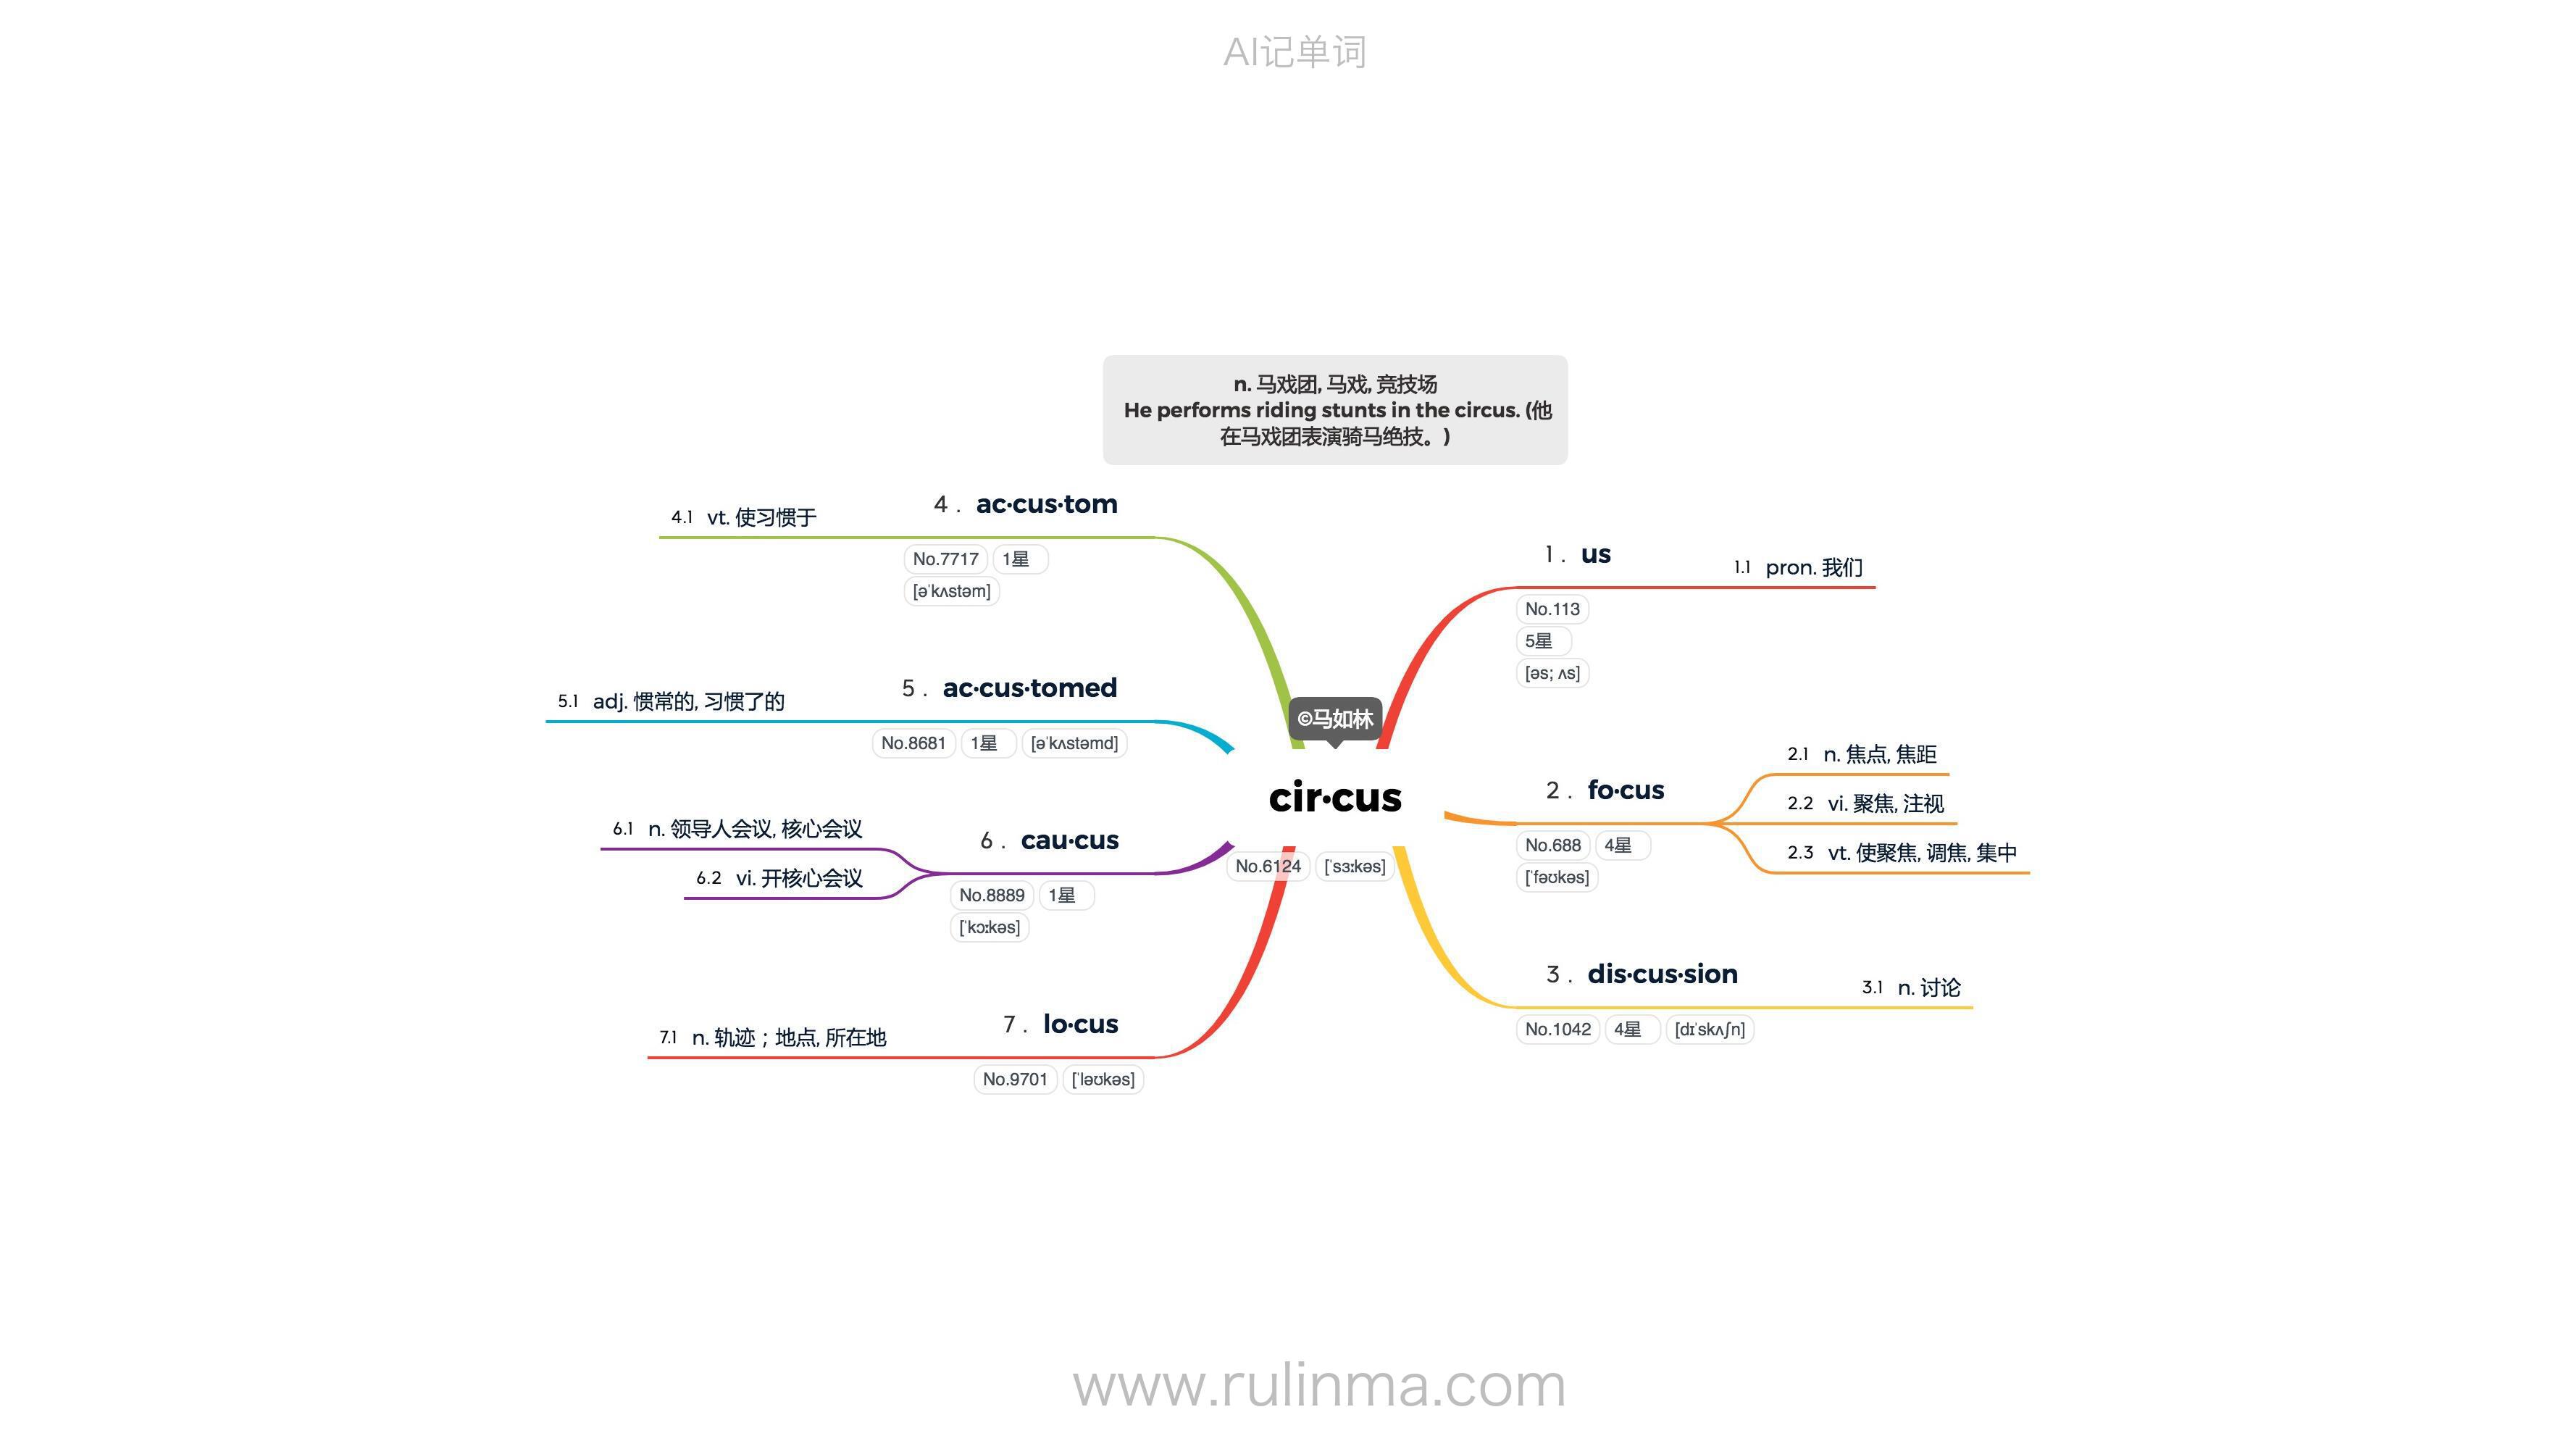 AI记单词
n. 马戏团, 马戏, 竞技场
He performs riding stunts in the circus. (他
在马戏团表演骑马绝技。)
©马如林
cir·cus
No.6124 [ˈsɜːkəs]
1 . us
1.1 pron. 我们
No.113
5星
[əs; ʌs]
2 . fo·cus
No.688 4星
[ˈfəʊkəs]
2.1 n. 焦点, 焦距
2.2 vi. 聚焦, 注视
2.3 vt. 使聚焦, 调焦, 集中
3 . dis·cus·sion
3.1 n. 讨论
No.1042 4星 [dɪˈskʌʃn]
4 . ac·cus·tom
4.1 vt. 使习惯于
No.7717 1星
[əˈkʌstəm]
5 . ac·cus·tomed
5.1 adj. 惯常的, 习惯了的
No.8681 1星 [əˈkʌstəmd]
6 . cau·cus
6.1 n. 领导人会议, 核心会议
6.2 vi. 开核心会议
No.8889 1星
[ˈkɔːkəs]
7 . lo·cus
7.1 n. 轨迹；地点, 所在地
No.9701 [ˈləʊkəs]
www.rulinma.com